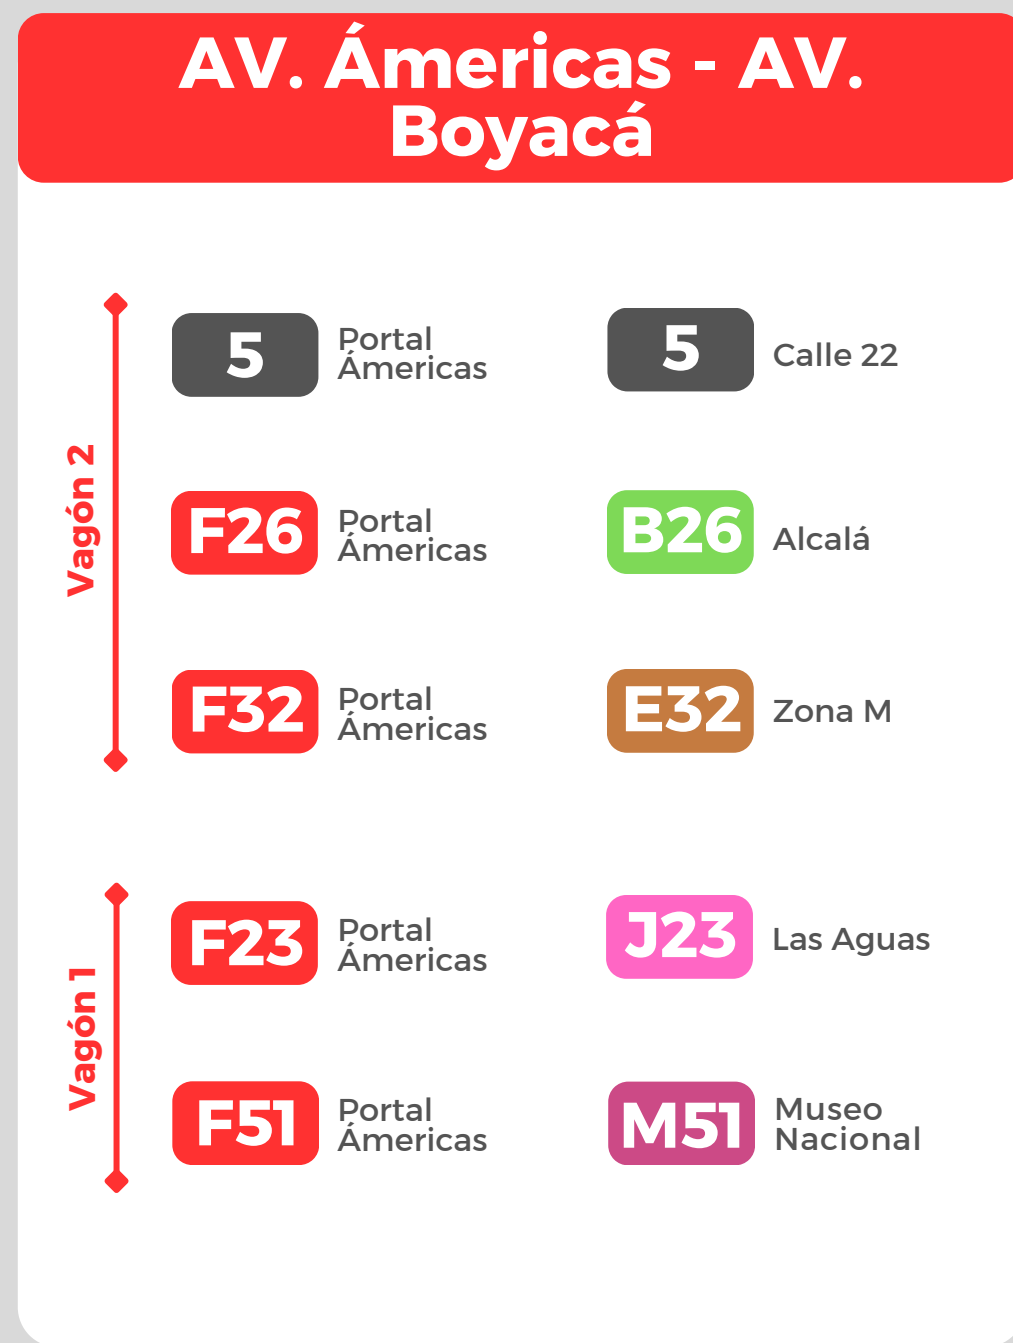 AV. Ámericas - AV.
Boyacá
Vagón 2
5
Portal
Ámericas
5
Calle 22
F26
Portal
Ámericas
B26
Alcalá
F32
Portal
Ámericas
E32
Zona M
Vagón 1
F23
Portal
Ámericas
J23
Las Aguas
F51
Portal
Ámericas
M51
Museo
Nacional